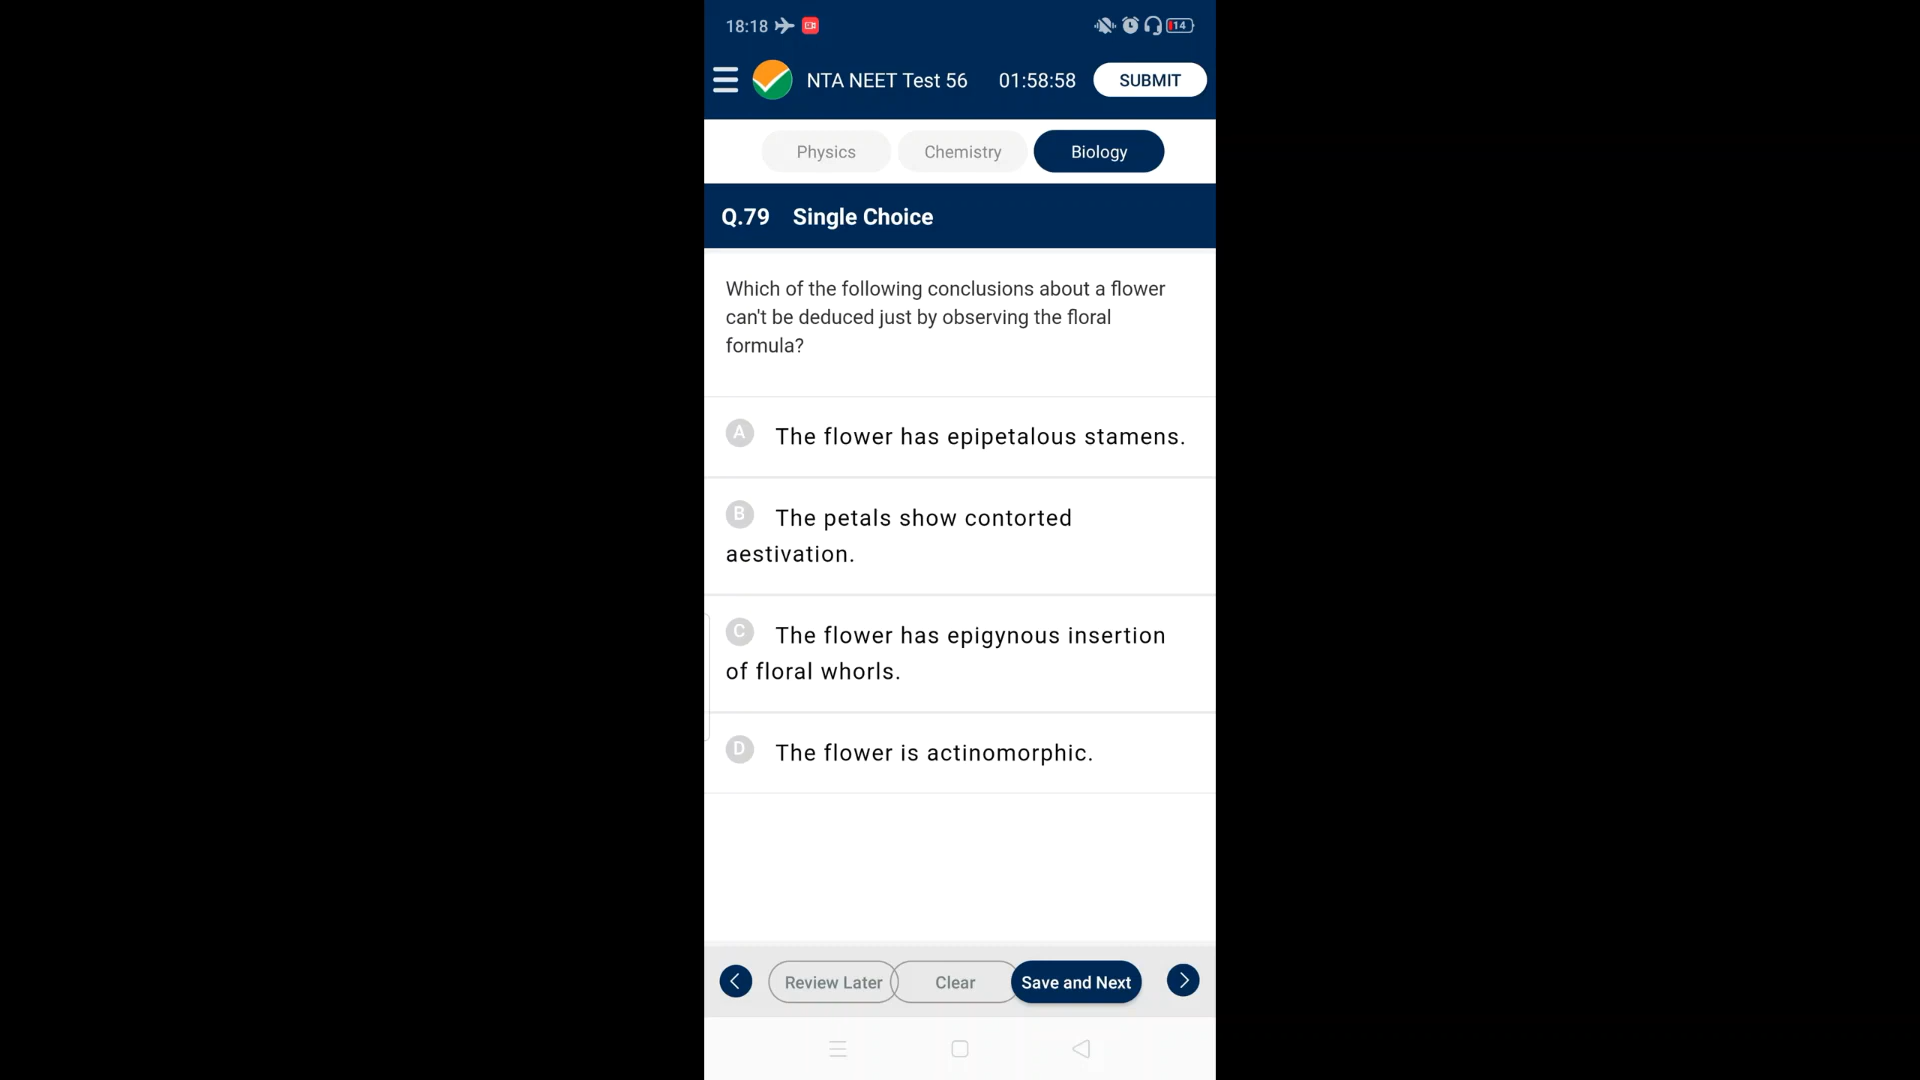 18:18 14
NTA NEET Test 56 01:58:58 SUBMIT
Physics Chemistry Biology
Q.79 Single Choice
Which of the following conclusions about a flower
can't be deduced just by observing the floral
formula?
A The flower has epipetalous stamens.
B The petals show contorted
aestivation.
C The flower has epigynous insertion
of floral whorls.
D The flower is actinomorphic.
Review Later Clear Save and Next